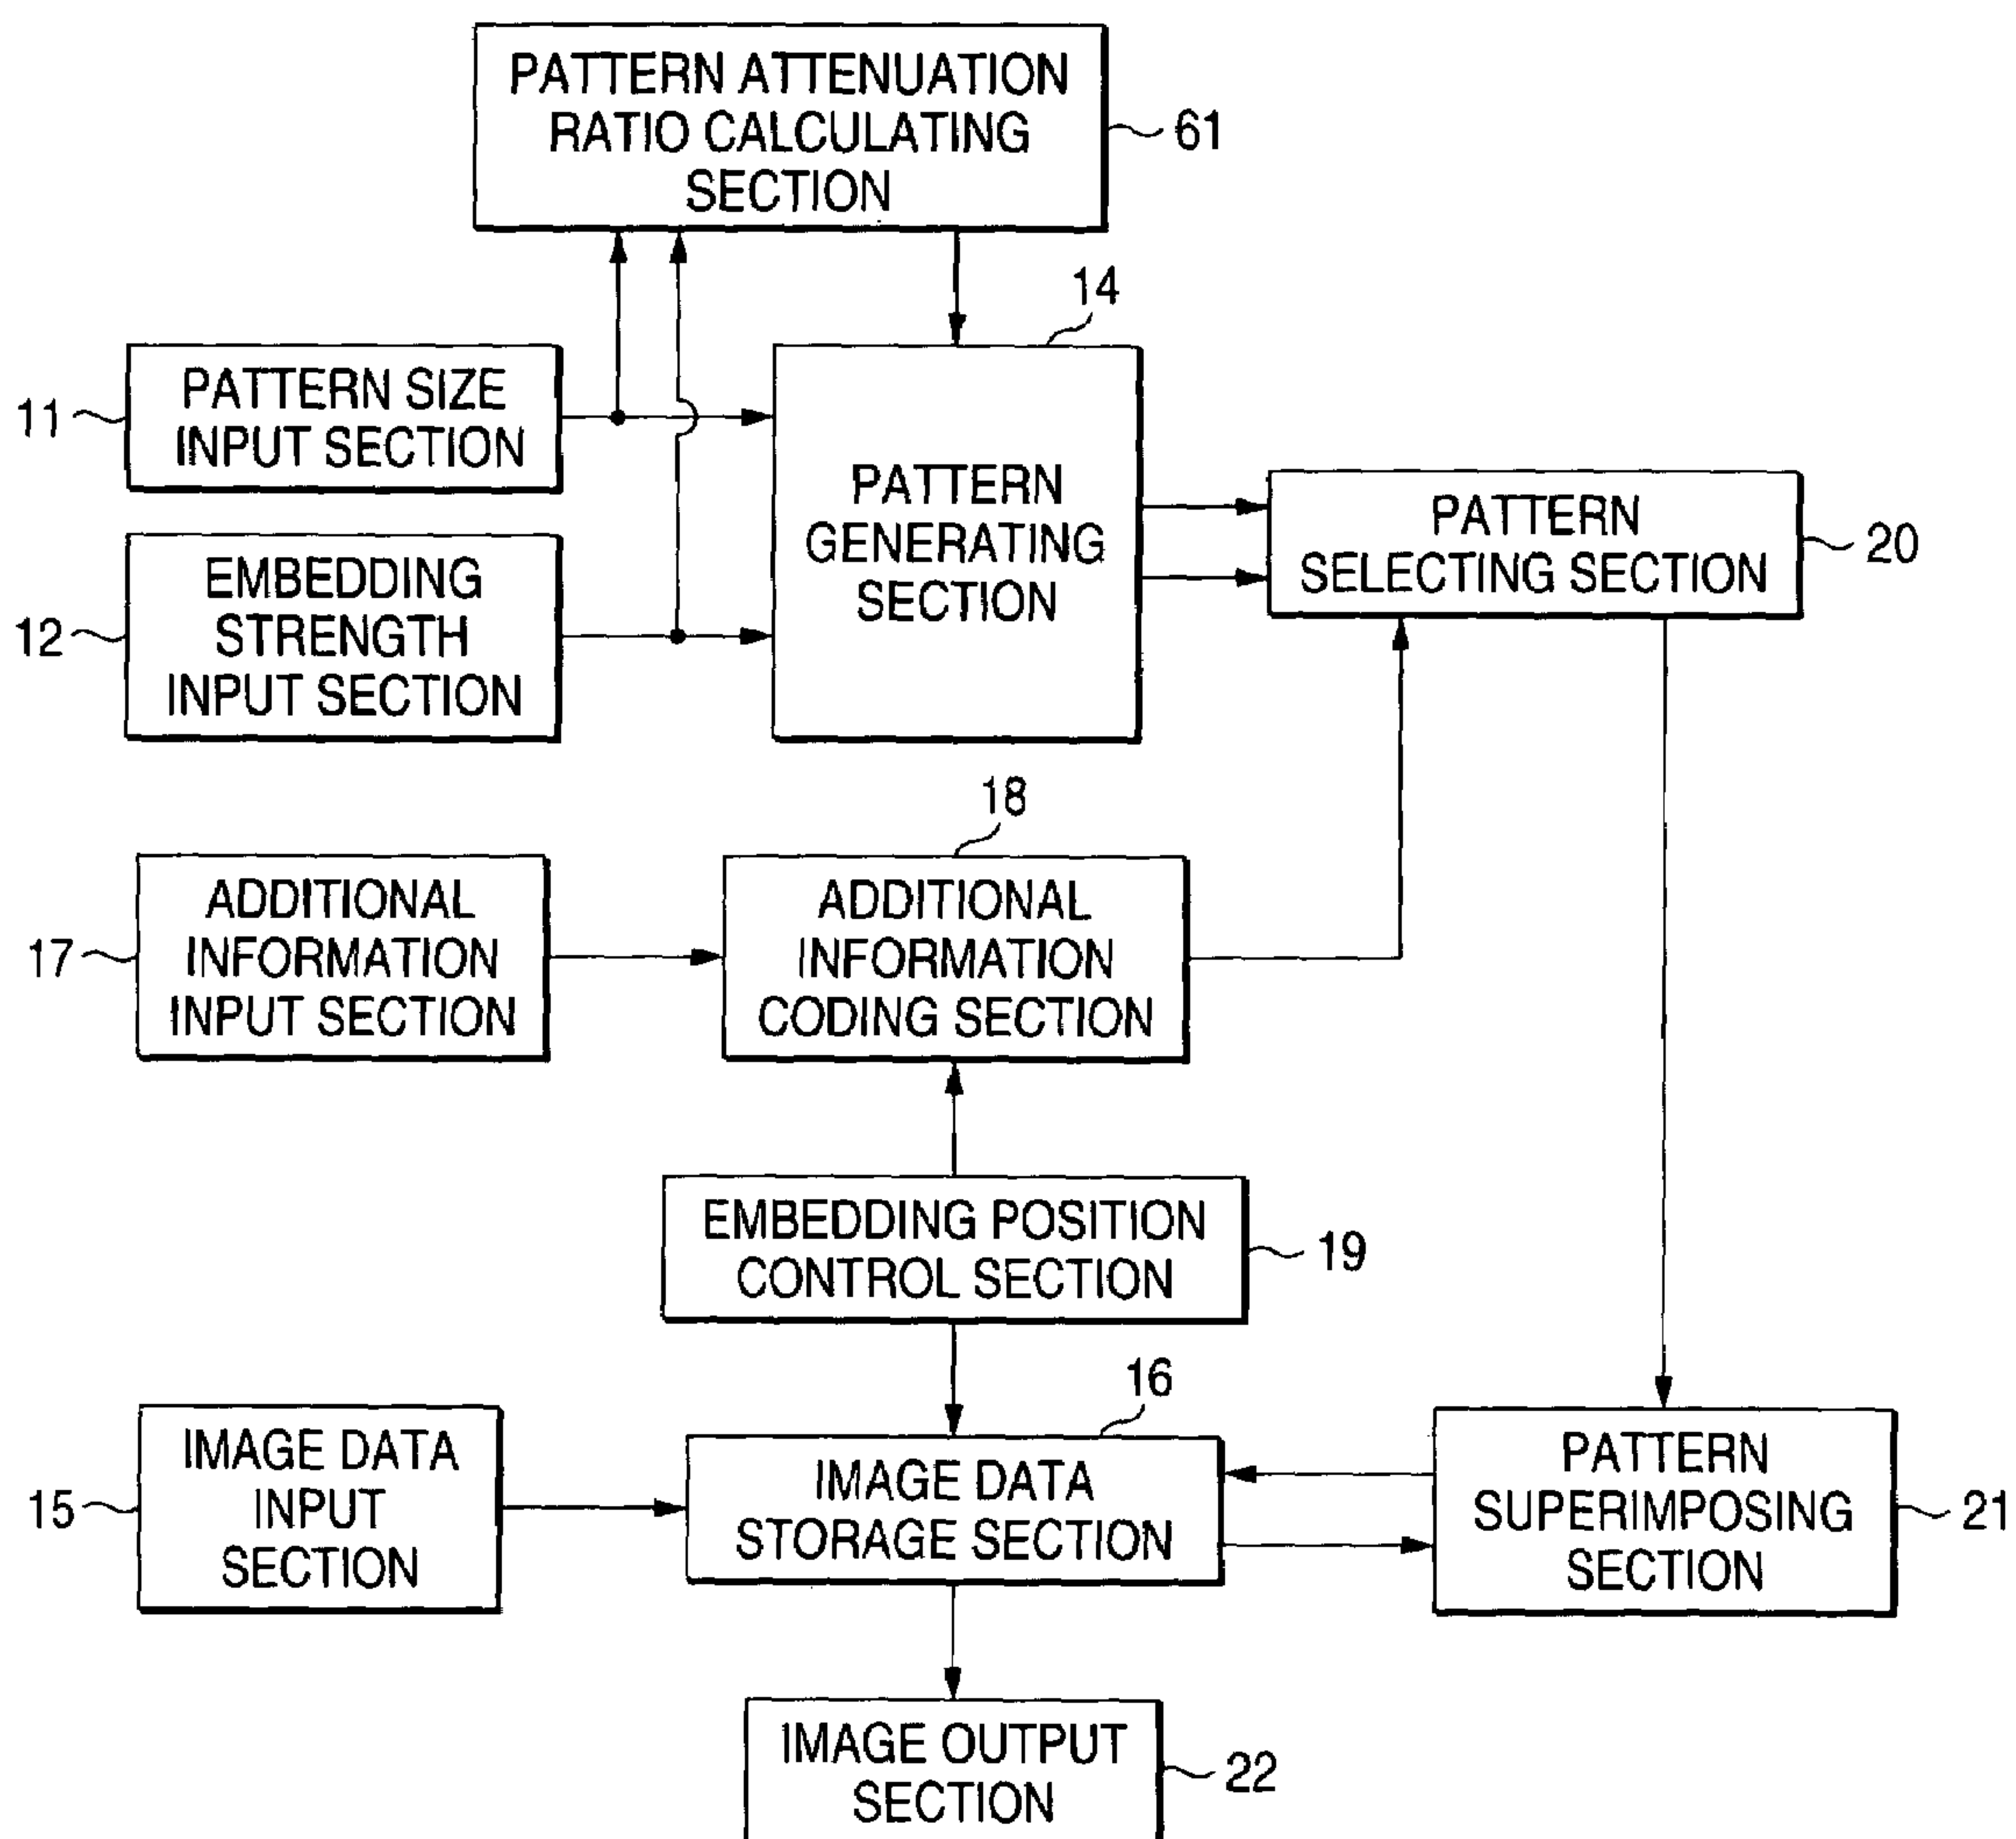 PATTERN ATTENUATION
RATIO CALCULATING
SECTION
61
14
11
PATTERN SIZE
INPUT SECTION
12
EMBEDDING
STRENGTH
INPUT SECTION
PATTERN
GENERATING
SECTION
PATTERN
SELECTING SECTION
20
18
17
ADDITIONAL
INFORMATION
INPUT SECTION
ADDITIONAL
INFORMATION
CODING SECTION
EMBEDDING POSITION
CONTROL SECTION
19
16
15
IMAGE DATA
INPUT
SECTION
IMAGE DATA
STORAGE SECTION
PATTERN
SUPERIMPOSING
SECTION
21
IMAGE OUTPUT
SECTION
22